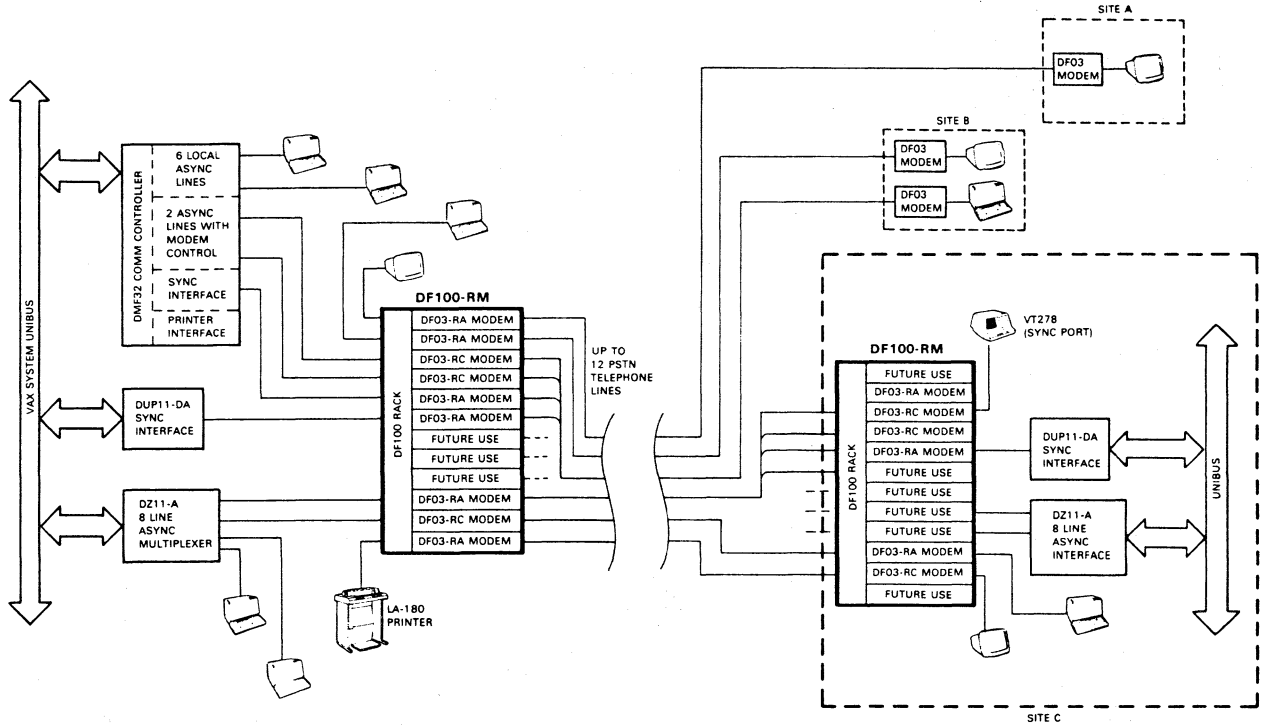 SITE A
DF03
MODEM
SITE B
DF03
MODEM
DF03
MODEM
VAX SYSTEM UNIBUS
DMF32 COMM CONTROLLER
6 LOCAL
ASYNC
LINES
2 ASYNC
LINES WITH
MODEM
CONTROL
SYNC
INTERFACE
PRINTER
INTERFACE
DUP11-DA
SYNC
INTERFACE
DZ11-A
8 LINE
ASYNC
MULTIPLEXER
DF100-RM
DF100 RACK
DF03-RA MODEM
DF03-RA MODEM
DF03-RC MODEM
DF03-RC MODEM
DF03-RA MODEM
DF03-RA MODEM
FUTURE USE
FUTURE USE
FUTURE USE
DF03-RA MODEM
DF03-RC MODEM
DF03-RA MODEM
LA-180
PRINTER
UP TO
12 PSTN
TELEPHONE
LINES
VT278
(SYNC PORT)
DF100-RM
DF100 RACK
FUTURE USE
DF03-RA MODEM
DF03-RC MODEM
DF03-RC MODEM
DF03-RA MODEM
FUTURE USE
FUTURE USE
FUTURE USE
FUTURE USE
DF03-RA MODEM
DF03-RC MODEM
FUTURE USE
DUP11-DA
SYNC
INTERFACE
DZ11-A
8 LINE
ASYNC
INTERFACE
UNIBUS
SITE C